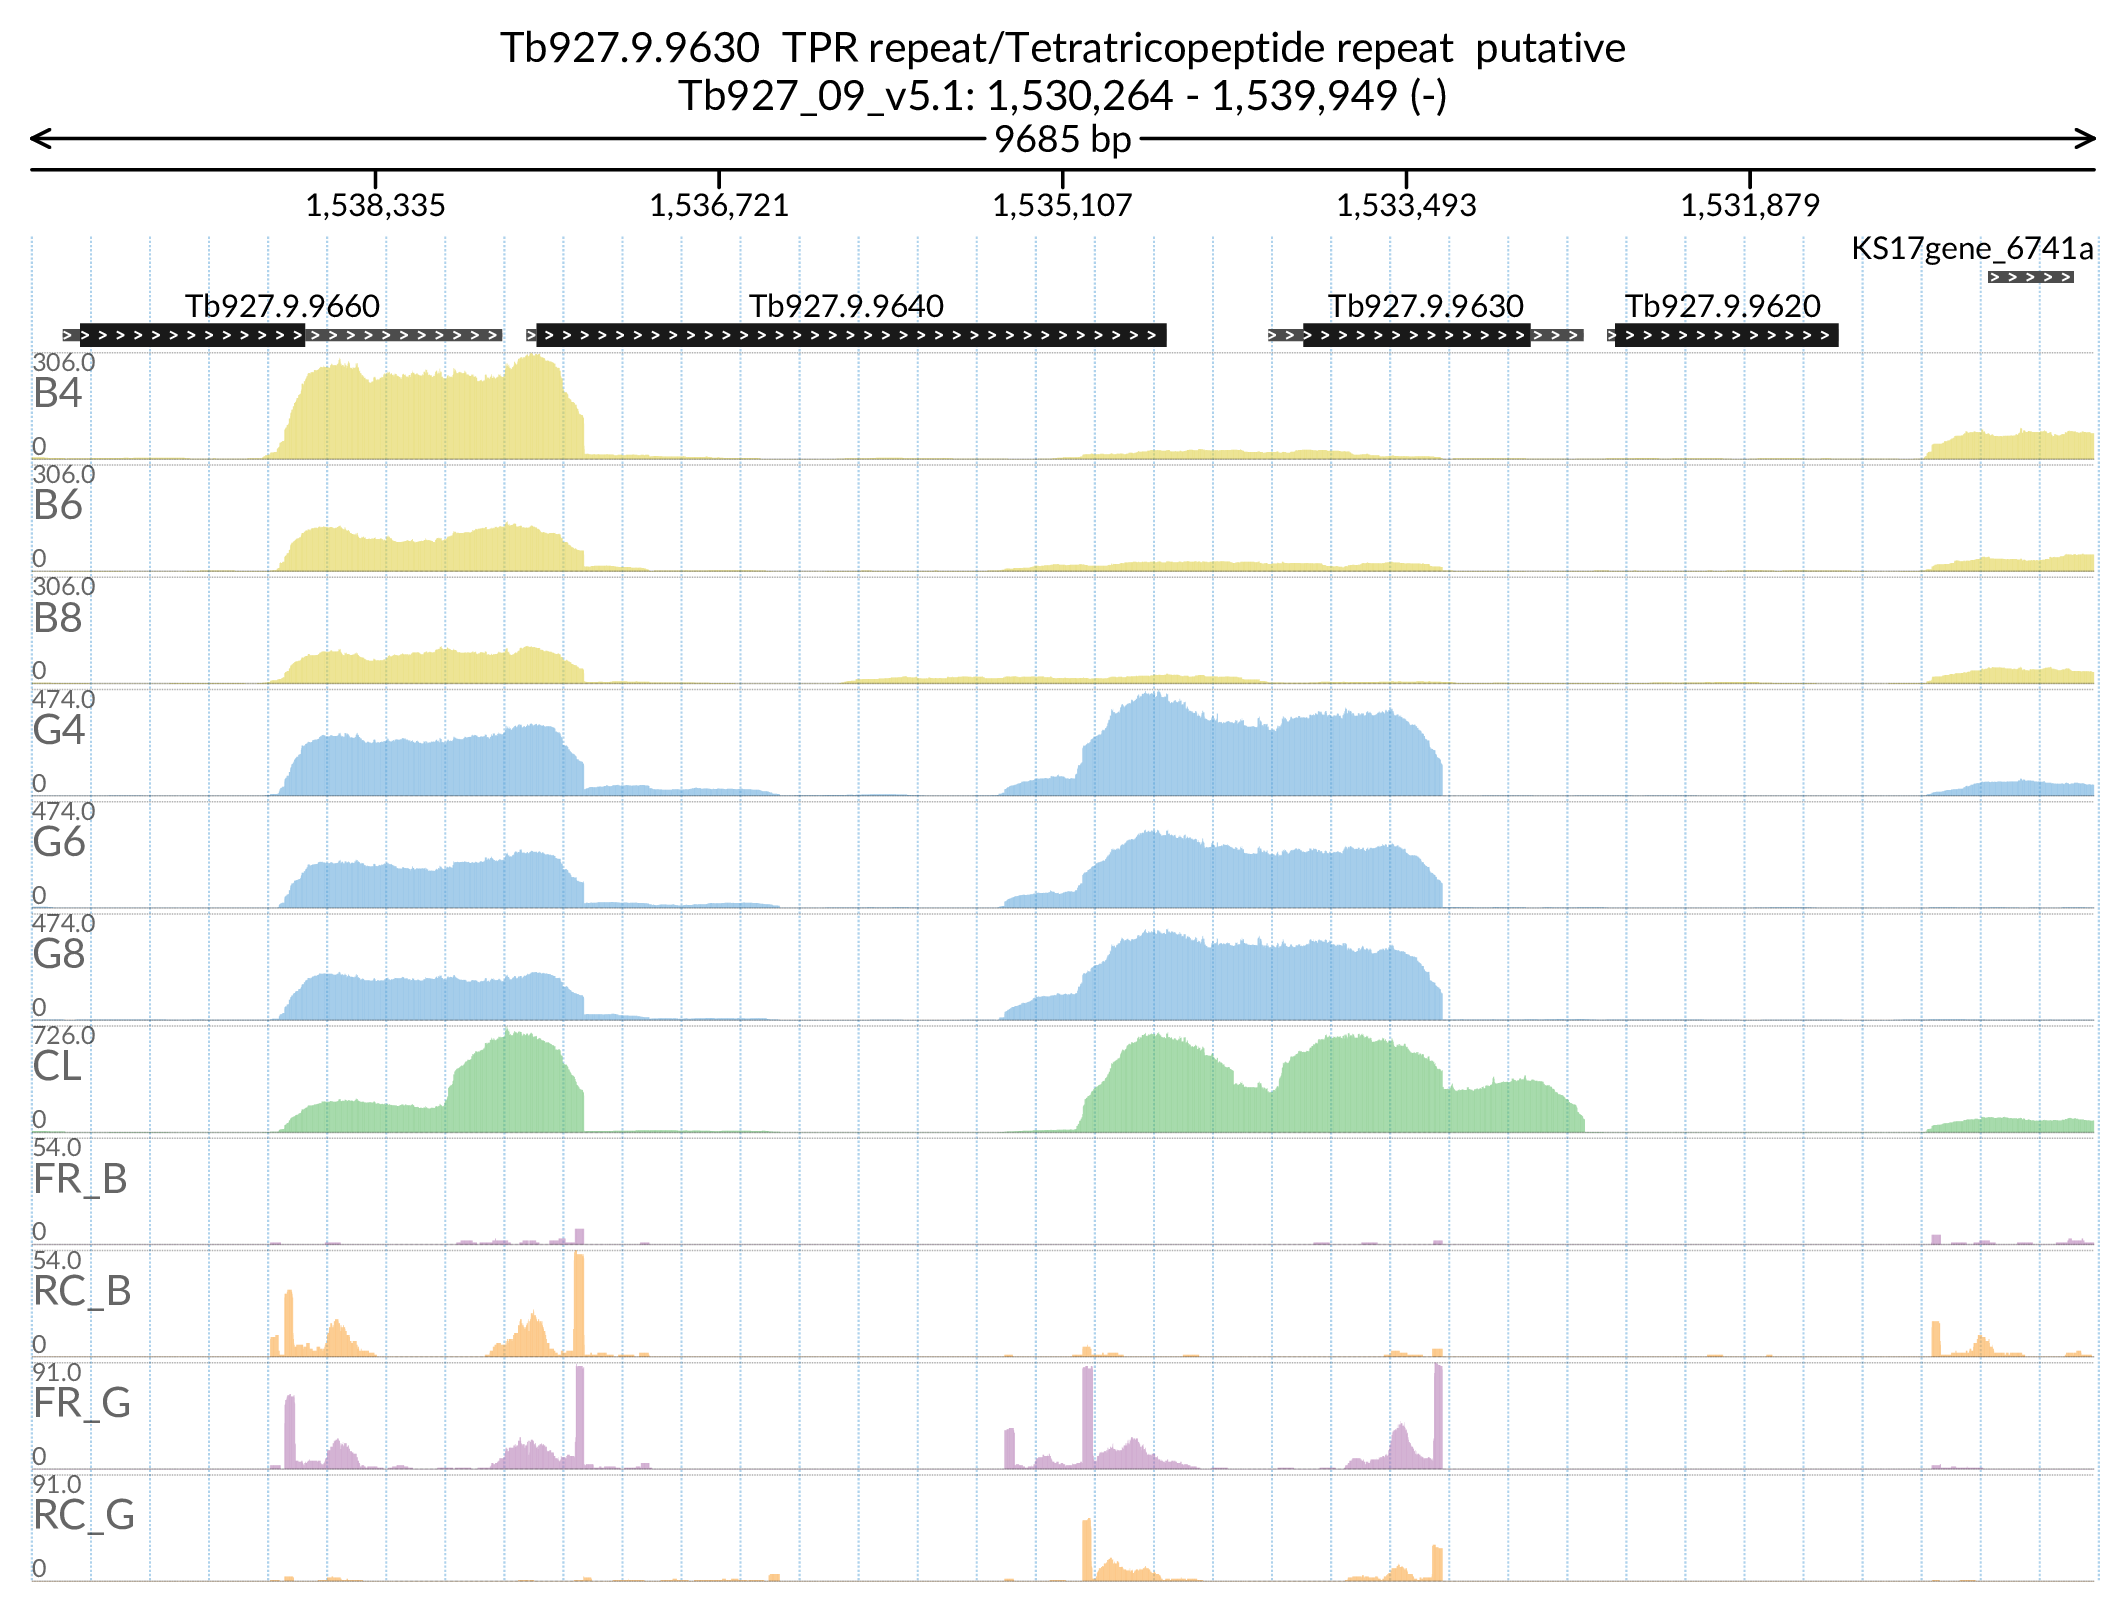 Tb927.9.9630  TPR repeat/Tetratricopeptide repeat  putative
Tb927_09_v5.1: 1,530,264 - 1,539,949 (-)
9685 bp
1,538,335 1,536,721 1,535,107 1,533,493 1,531,879
KS17gene_6741a
Tb927.9.9660 Tb927.9.9640 Tb927.9.9630 Tb927.9.9620
306.0
B4
0
306.0
B6
0
306.0
B8
0
474.0
G4
0
474.0
G6
0
474.0
G8
0
726.0
CL
0
54.0
FR_B
0
54.0
RC_B
0
91.0
FR_G
0
91.0
RC_G
0